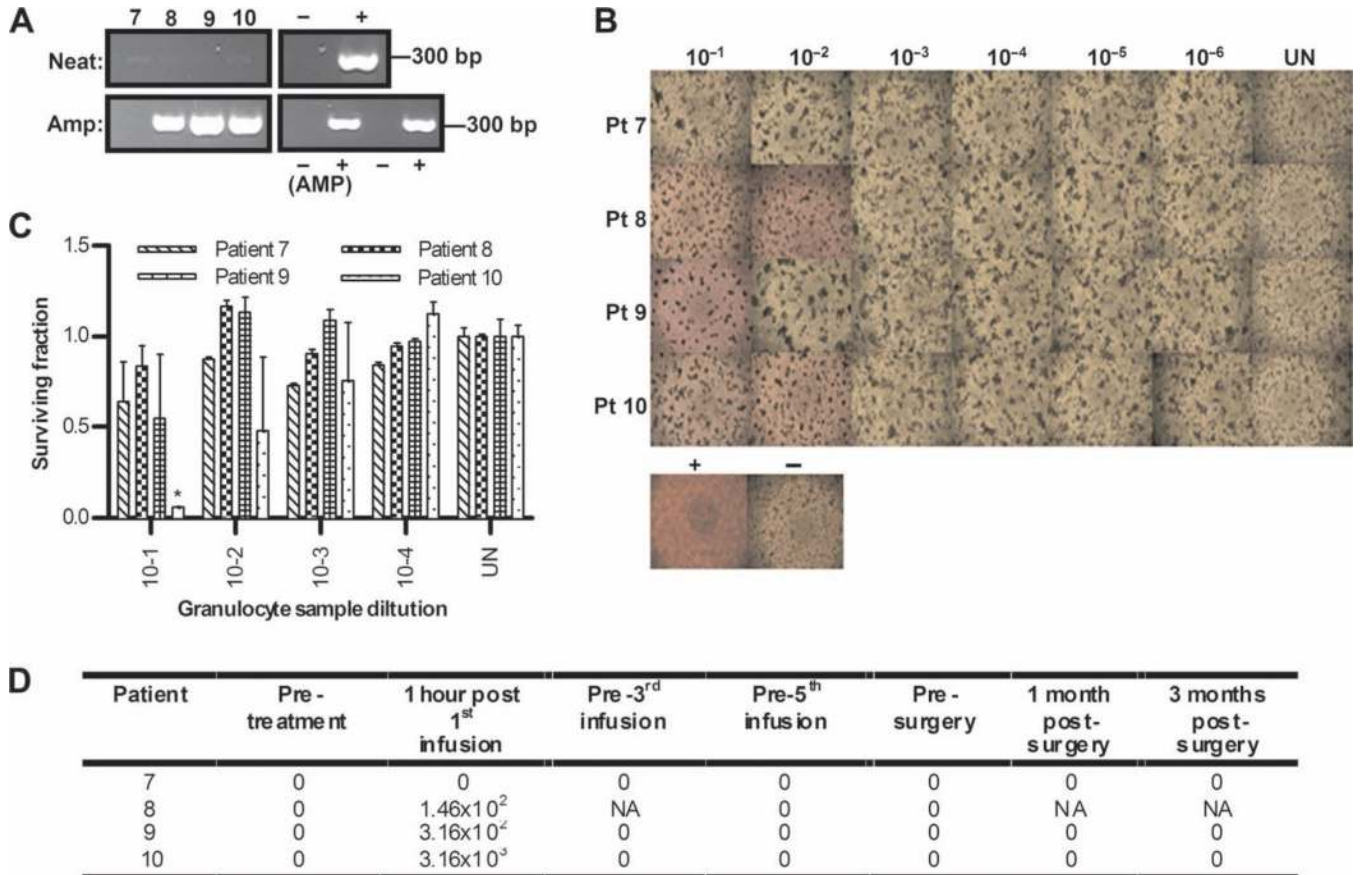 A
7 8 9 10 − +
Neat:
300 bp
Amp:
300 bp
− + − +
(AMP)
B
10⁻¹ 10⁻² 10⁻³ 10⁻⁴ 10⁻⁵ 10⁻⁶ UN
Pt 7
Pt 8
Pt 9
Pt 10
+ −
C
1.5
1.0
0.5
0.0
Surviving fraction
Patient 7 Patient 8
Patient 9 Patient 10
*
10-1 10-2 10-3 10-4 UN
Granulocyte sample diltution
D
Patient Pre-treatment 1 hour post 1st infusion Pre-3rd infusion Pre-5th infusion Pre-surgery 1 month post-surgery 3 months post-surgery
7 0 0 0 0 0 0 0
8 0 1.46x10² NA 0 0 NA NA
9 0 3.16x10² 0 0 0 0 0
10 0 3.16x10³ 0 0 0 0 0